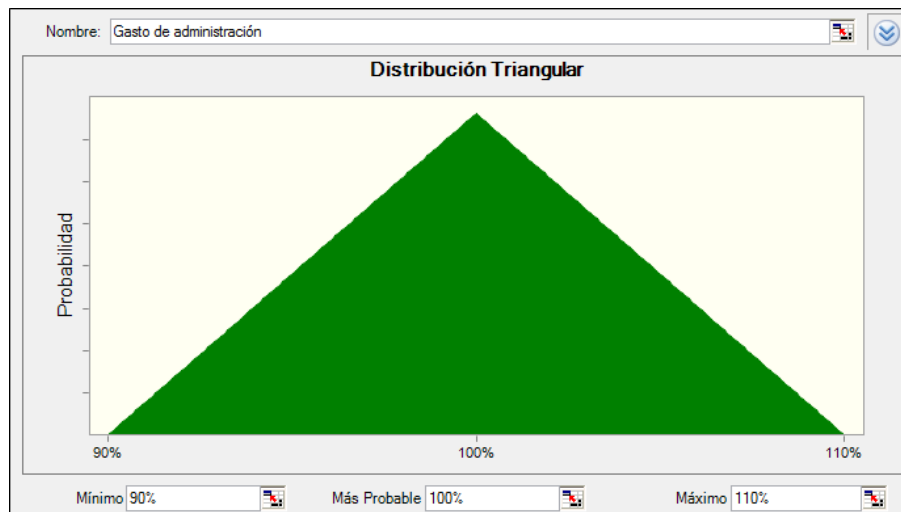 Nombre: Gasto de administración
Distribución Triangular
Probabilidad
90% 100% 110%
Mínimo 90% Más Probable 100% Máximo 110%